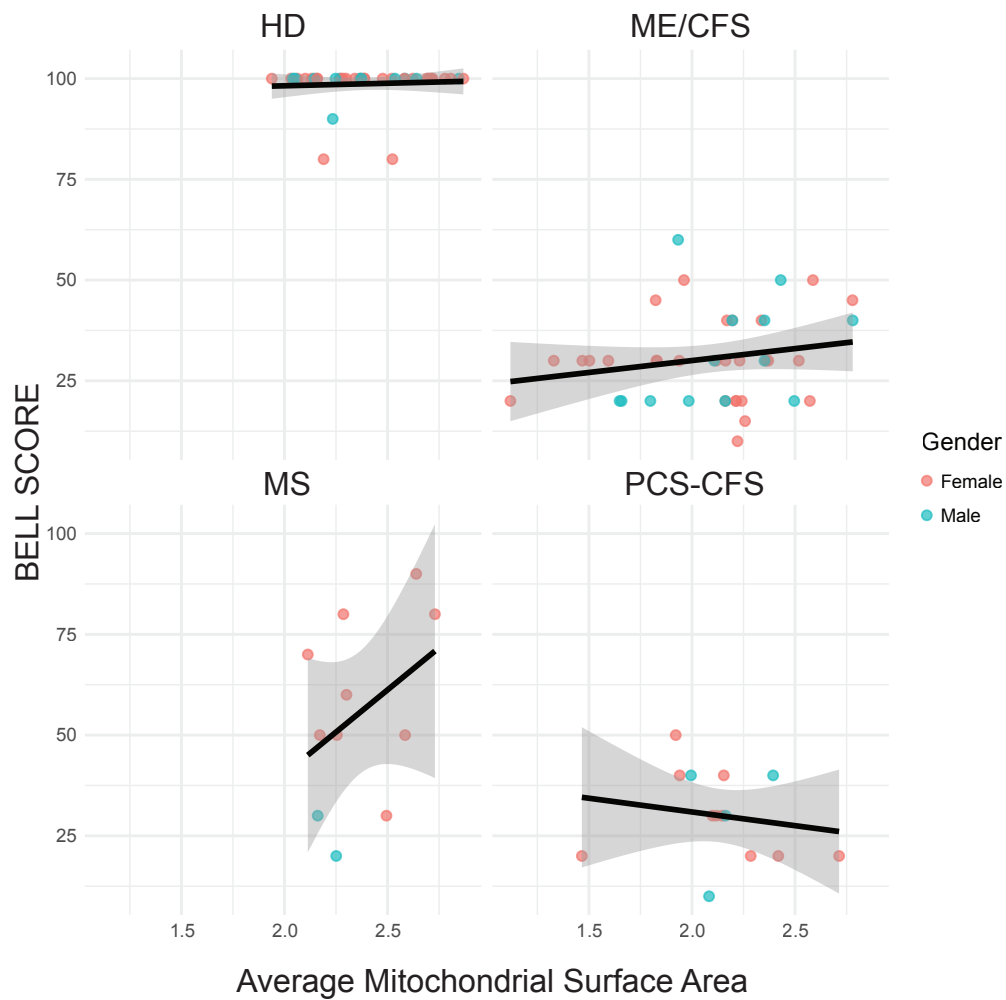 HD
ME/CFS
100
75
50
25
BELL SCORE
MS
PCS-CFS
100
75
50
25
Gender
Female
Male
1.5
2.0
2.5
1.5
2.0
2.5
Average Mitochondrial Surface Area